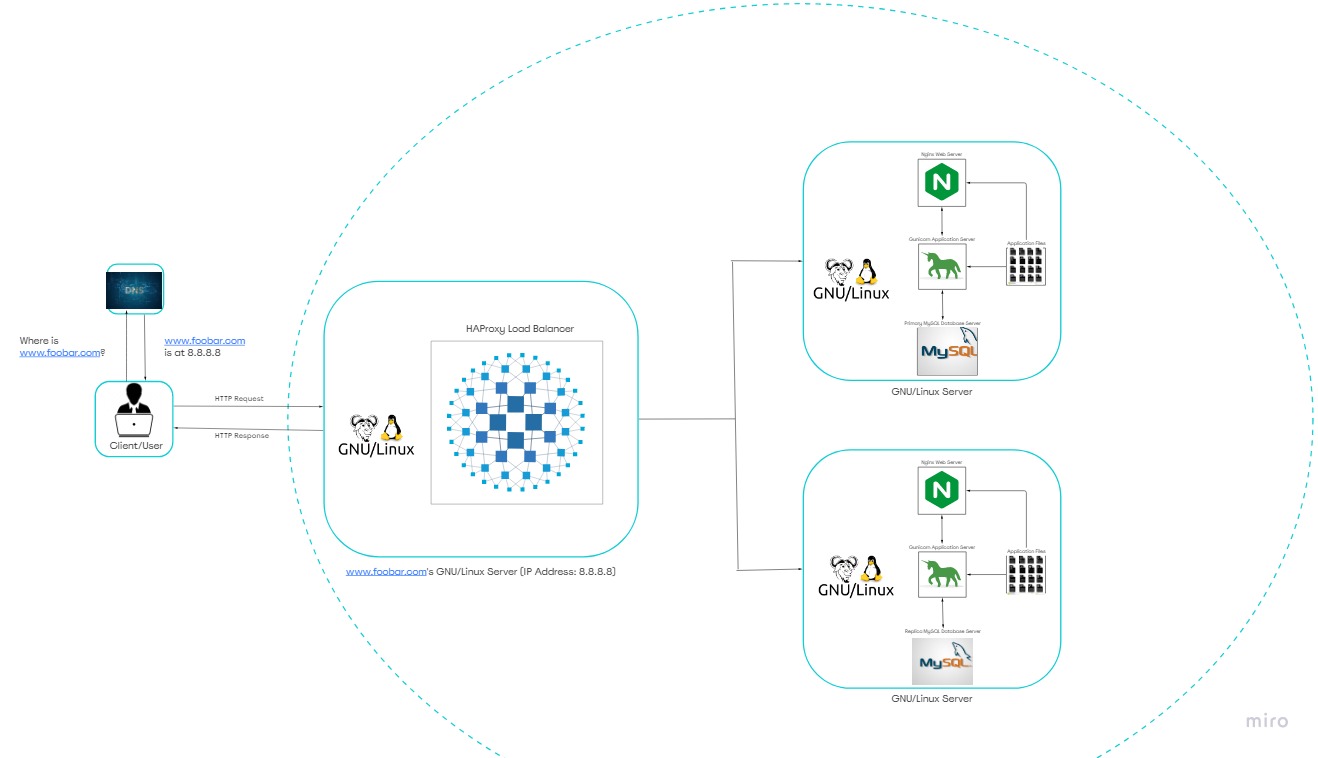 DNS
Where is
www.foobar.com?
www.foobar.com
is at 8.8.8.8
Client/User
HTTP Request
HTTP Response
GNU/Linux
HAProxy Load Balancer
www.foobar.com's GNU/Linux Server (IP Address: 8.8.8.8)
Nginx Web Server
N
Gunicorn Application Server
Application Files
GNU/Linux
Primary MySQL Database Server
MySQL
GNU/Linux Server
Nginx Web Server
N
Gunicorn Application Server
Application Files
GNU/Linux
Replica MySQL Database Server
MySQL
GNU/Linux Server
miro